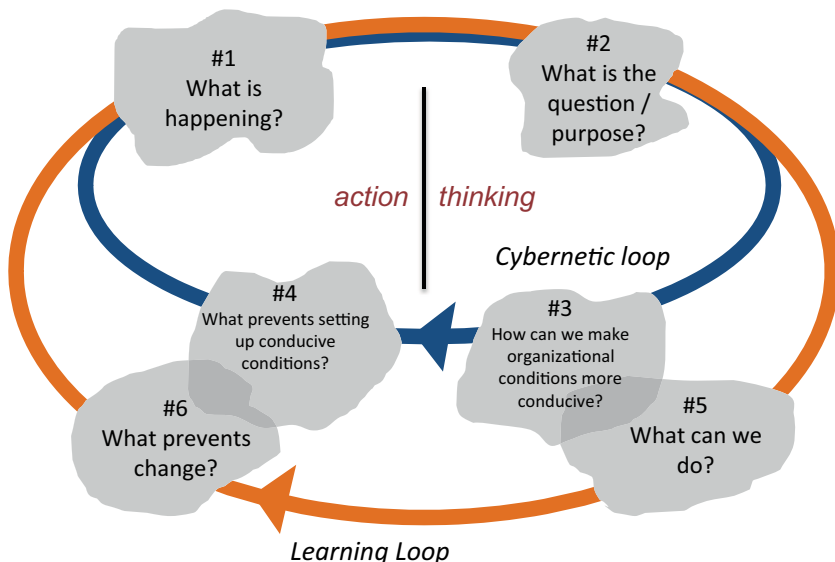 #1
What is
happening?
#2
What is the
question /
purpose?
action
thinking
Cybernetic loop
#4
What prevents setting
up conducive
conditions?
#3
How can we make
organizational
conditions more
conducive?
#6
What prevents
change?
#5
What can we
do?
Learning Loop